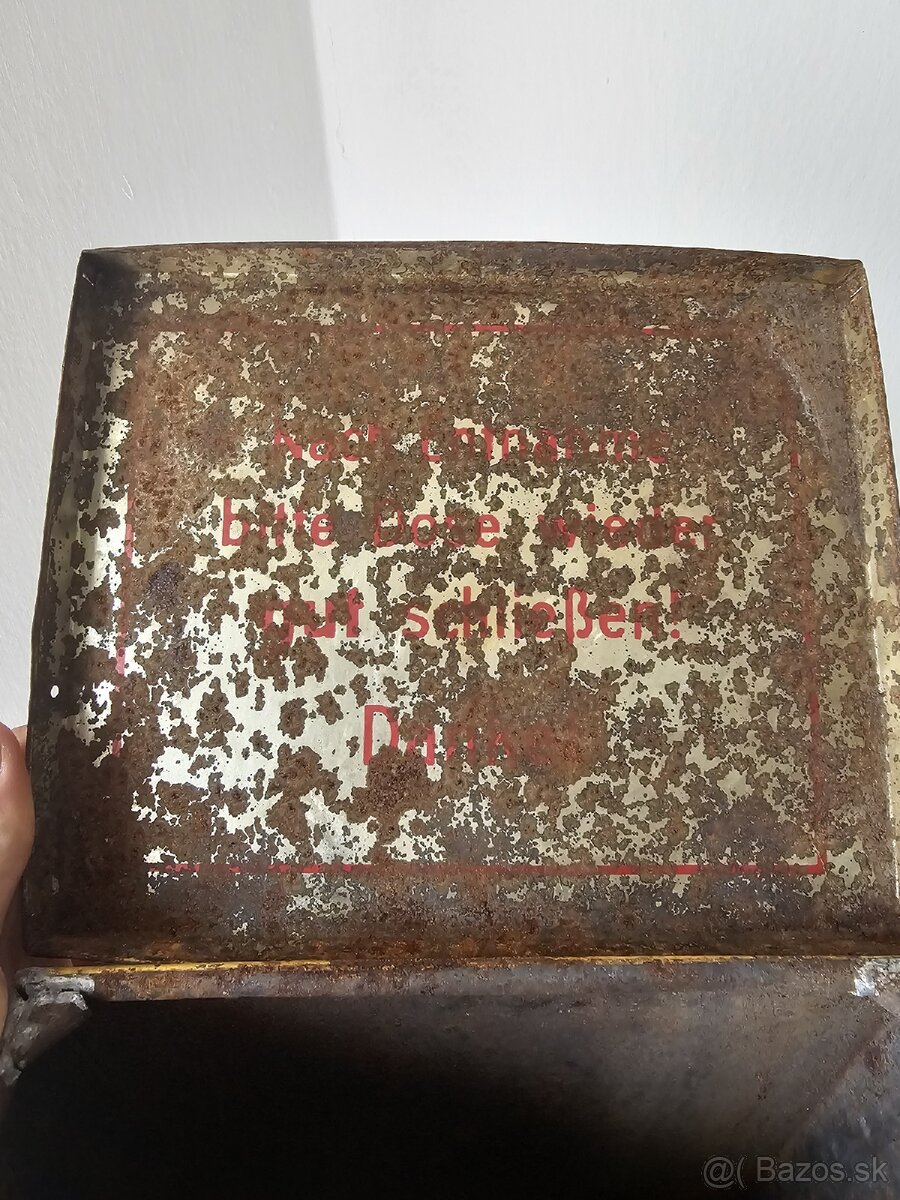 Nach Entnahme
bitte Dose wieder
gut schließen!
Danke!
@( Bazos.sk